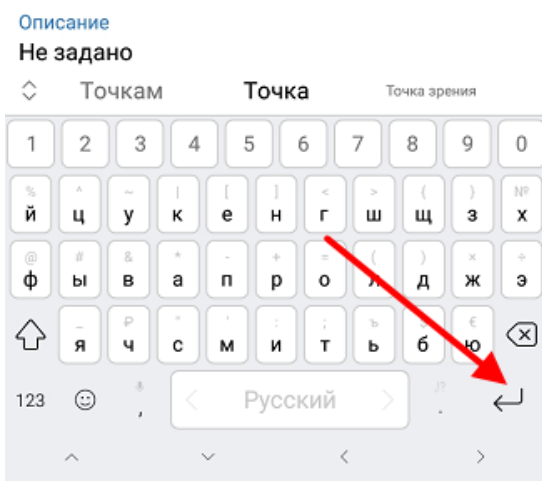 Описание
Не задано
Точкам Точка Точка зрения
1 2 3 4 5 6 7 8 9 0
% ^ ~ | [ ] < > { } №
й ц у к е н г ш щ з х
@ # & * - + = ( ) × ÷
ф ы в а п р о л д ж э
_ ₽ " ' : ; ъ €
я ч с м и т ь б ю
123 , Русский !? .